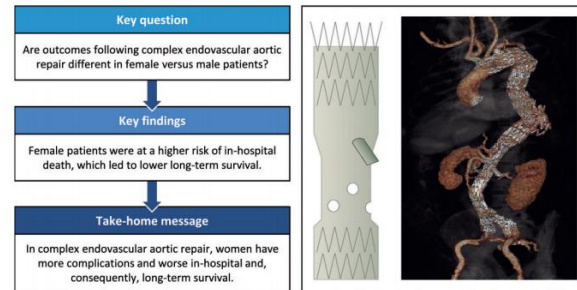 Key question
Are outcomes following complex endovascular aortic
repair different in female versus male patients?
Key findings
Female patients were at a higher risk of in-hospital
death, which led to lower long-term survival.
Take-home message
In complex endovascular aortic repair, women have
more complications and worse in-hospital and,
consequently, long-term survival.